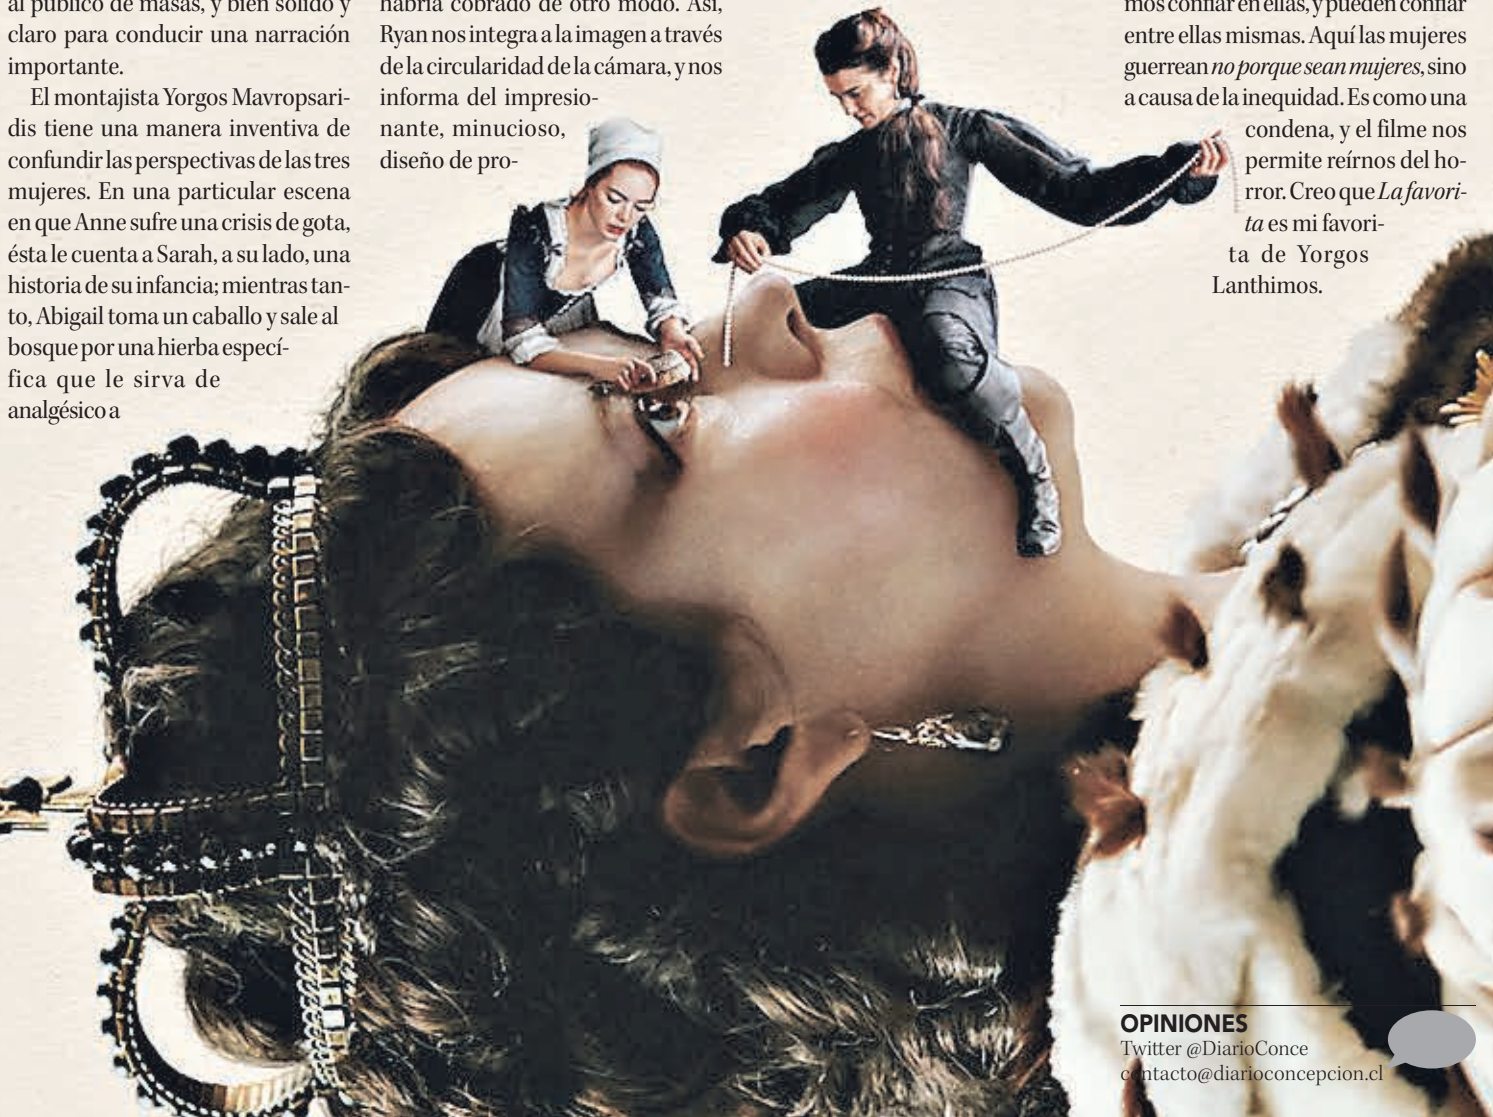 al público de masas, y bien sólido y
claro para conducir una narración
importante.
El montajista Yorgos Mavropsari-
dis tiene una manera inventiva de
confundir las perspectivas de las tres
mujeres. En una particular escena
en que Anne sufre una crisis de gota,
ésta le cuenta a Sarah, a su lado, una
historia de su infancia; mientras tan-
to, Abigail toma un caballo y sale al
bosque por una hierba especí-
fica que le sirva de
analgésico a
habría cobrado de otro modo. Así,
Ryan nos integra a la imagen a través
de la circularidad de la cámara, y nos
informa del impresio-
nante, minucioso,
diseño de pro-
mos confiar en ellas, y pueden confiar
entre ellas mismas. Aquí las mujeres
guerrean no porque sean mujeres, sino
a causa de la inequidad. Es como una
condena, y el filme nos
permite reírnos del ho-
rror. Creo que La favori-
ta es mi favori-
ta de Yorgos
Lanthimos.
OPINIONES
Twitter @DiarioConce
contacto@diarioconcepcion.cl